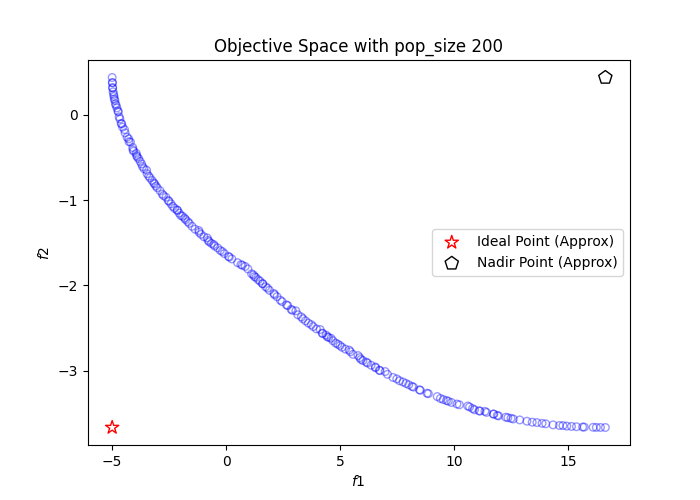 Objective Space with pop_size 200
0
−1
−2
−3
f2
Ideal Point (Approx)
Nadir Point (Approx)
−5
0
5
10
15
f1